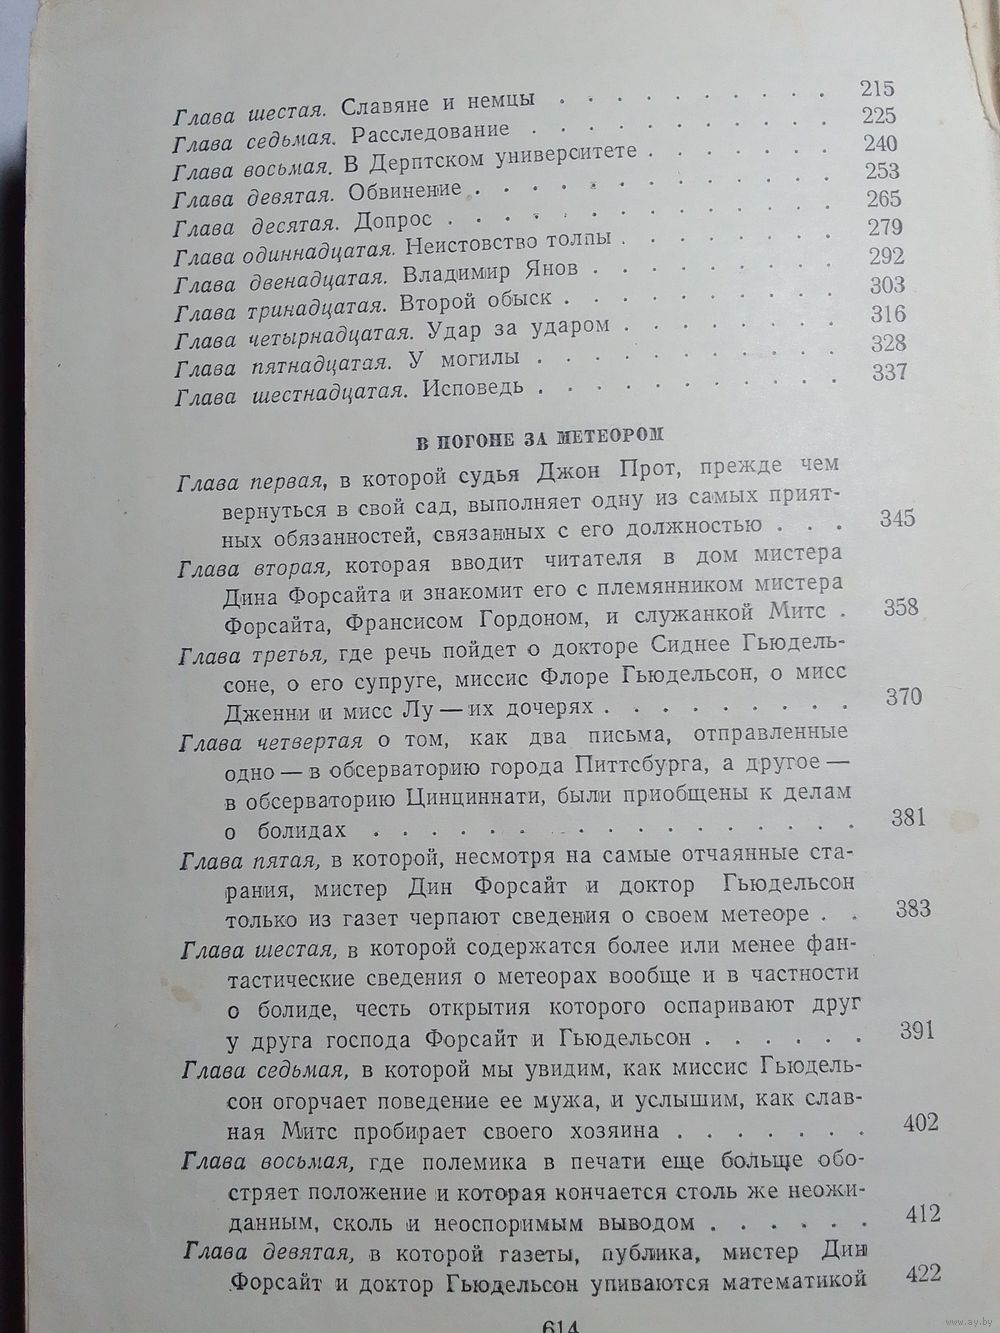 Глава шестая. Славяне и немцы . . . . . . . . . . 215
Глава седьмая. Расследование . . . . . . . . . . . 225
Глава восьмая. В Дерптском университете . . . . . . . 240
Глава девятая. Обвинение . . . . . . . . . . . . . 253
Глава десятая. Допрос . . . . . . . . . . . . . . 265
Глава одиннадцатая. Неистовство толпы . . . . . . . . 279
Глава двенадцатая. Владимир Янов . . . . . . . . . 292
Глава тринадцатая. Второй обыск . . . . . . . . . . 303
Глава четырнадцатая. Удар за ударом . . . . . . . . 316
Глава пятнадцатая. У могилы . . . . . . . . . . . 328
Глава шестнадцатая. Исповедь . . . . . . . . . . . 337
В ПОГОНЕ ЗА МЕТЕОРОМ
Глава первая, в которой судья Джон Прот, прежде чем
вернуться в свой сад, выполняет одну из самых прият-
ных обязанностей, связанных с его должностью . . . 345
Глава вторая, которая вводит читателя в дом мистера
Дина Форсайта и знакомит его с племянником мистера
Форсайта, Франсисом Гордоном, и служанкой Митс . 358
Глава третья, где речь пойдет о докторе Сиднее Гьюдель-
соне, о его супруге, миссис Флоре Гьюдельсон, о мисс
Дженни и мисс Лу — их дочерях . . . . . . . . . 370
Глава четвертая о том, как два письма, отправленные
одно — в обсерваторию города Питтсбурга, а другое —
в обсерваторию Цинциннати, были приобщены к делам
о болидах . . . . . . . . . . . . . . . . . 381
Глава пятая, в которой, несмотря на самые отчаянные ста-
рания, мистер Дин Форсайт и доктор Гьюдельсон
только из газет черпают сведения о своем метеоре . . 383
Глава шестая, в которой содержатся более или менее фан-
тастические сведения о метеорах вообще и в частности
о болиде, честь открытия которого оспаривают друг
у друга господа Форсайт и Гьюдельсон . . . . . . 391
Глава седьмая, в которой мы увидим, как миссис Гьюдель-
сон огорчает поведение ее мужа, и услышим, как слав-
ная Митс пробирает своего хозяина . . . . . . . 402
Глава восьмая, где полемика в печати еще больше обо-
стряет положение и которая кончается столь же неожи-
данным, сколь и неоспоримым выводом . . . . . . 412
Глава девятая, в которой газеты, публика, мистер Дин
Форсайт и доктор Гьюдельсон упиваются математикой 422
614
www.ay.by